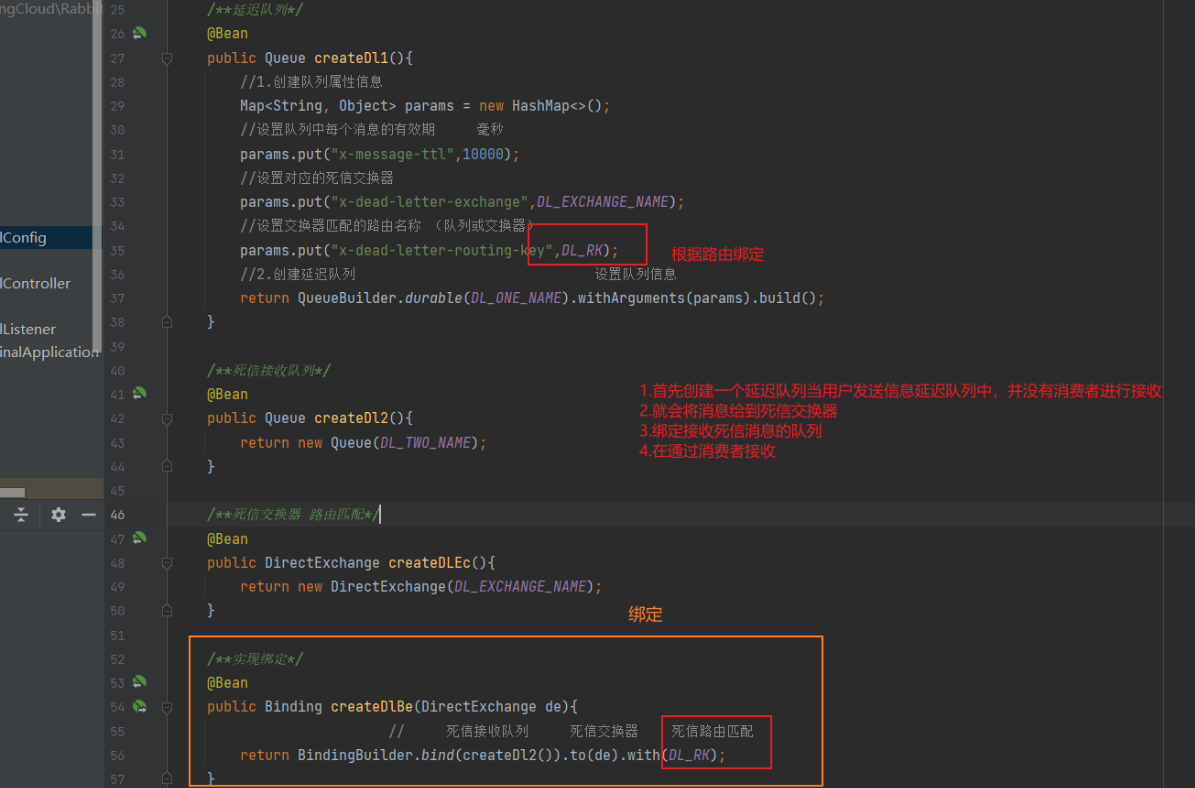 ngCloud\Rabbi
lConfig
lController
lListener
inalApplication
25 /**延迟队列*/
26 @Bean
27 public Queue createDl1(){
28 //1.创建队列属性信息
29 Map<String, Object> params = new HashMap<>();
30 //设置队列中每个消息的有效期 毫秒
31 params.put("x-message-ttl",10000);
32 //设置对应的死信交换器
33 params.put("x-dead-letter-exchange",DL_EXCHANGE_NAME);
34 //设置交换器匹配的路由名称 (队列或交换器)
35 params.put("x-dead-letter-routing-key",DL_RK);
根据路由绑定
36 //2.创建延迟队列 设置队列信息
37 return QueueBuilder.durable(DL_ONE_NAME).withArguments(params).build();
38 }
39
40 /**死信接收队列*/
41 @Bean
42 public Queue createDl2(){
43 return new Queue(DL_TWO_NAME);
44 }
1.首先创建一个延迟队列当用户发送信息延迟队列中，并没有消费者进行接收
2.就会将消息给到死信交换器
3.绑定接收死信消息的队列
4.在通过消费者接收
45
46 /**死信交换器 路由匹配*/
47 @Bean
48 public DirectExchange createDLEc(){
49 return new DirectExchange(DL_EXCHANGE_NAME);
50 }
绑定
51
52 /**实现绑定*/
53 @Bean
54 public Binding createDlBe(DirectExchange de){
55 // 死信接收队列 死信交换器 死信路由匹配
56 return BindingBuilder.bind(createDl2()).to(de).with(DL_RK);
57 }